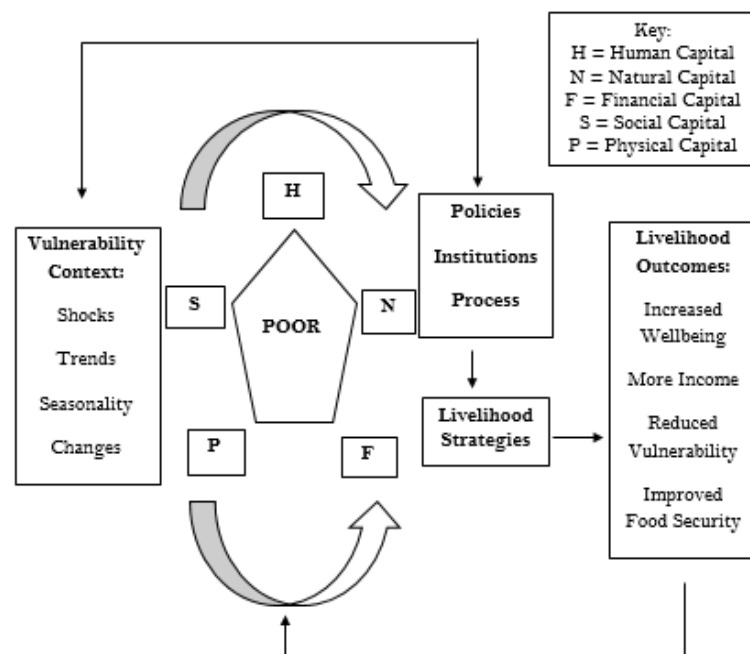 Key:
H = Human Capital
N = Natural Capital
F = Financial Capital
S = Social Capital
P = Physical Capital
H
Vulnerability
Context:
Shocks
Trends
Seasonality
Changes
S
POOR
N
P
F
Policies
Institutions
Process
Livelihood
Strategies
Livelihood
Outcomes:
Increased
Wellbeing
More Income
Reduced
Vulnerability
Improved
Food Security